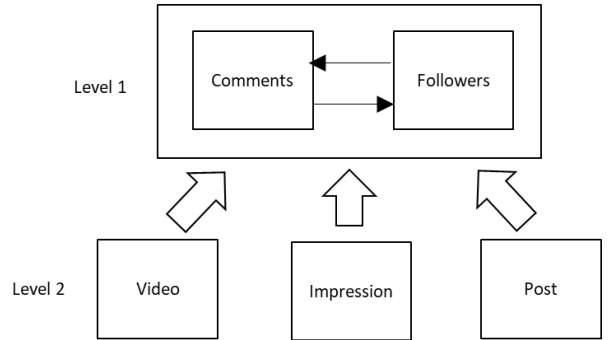 Level 1
Comments
Followers
Level 2
Video
Impression
Post